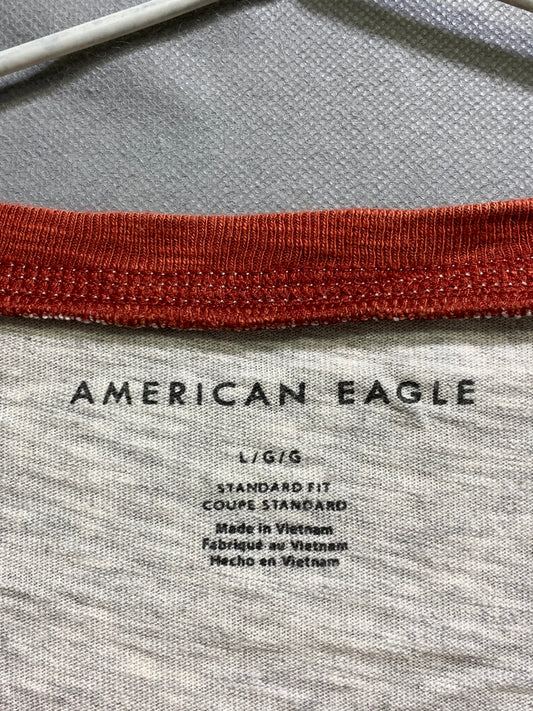 AMERICAN EAGLE
L/G/G
STANDARD FIT
COUPE STANDARD
Made in Vietnam
Fabriqué au Vietnam
Hecho en Vietnam